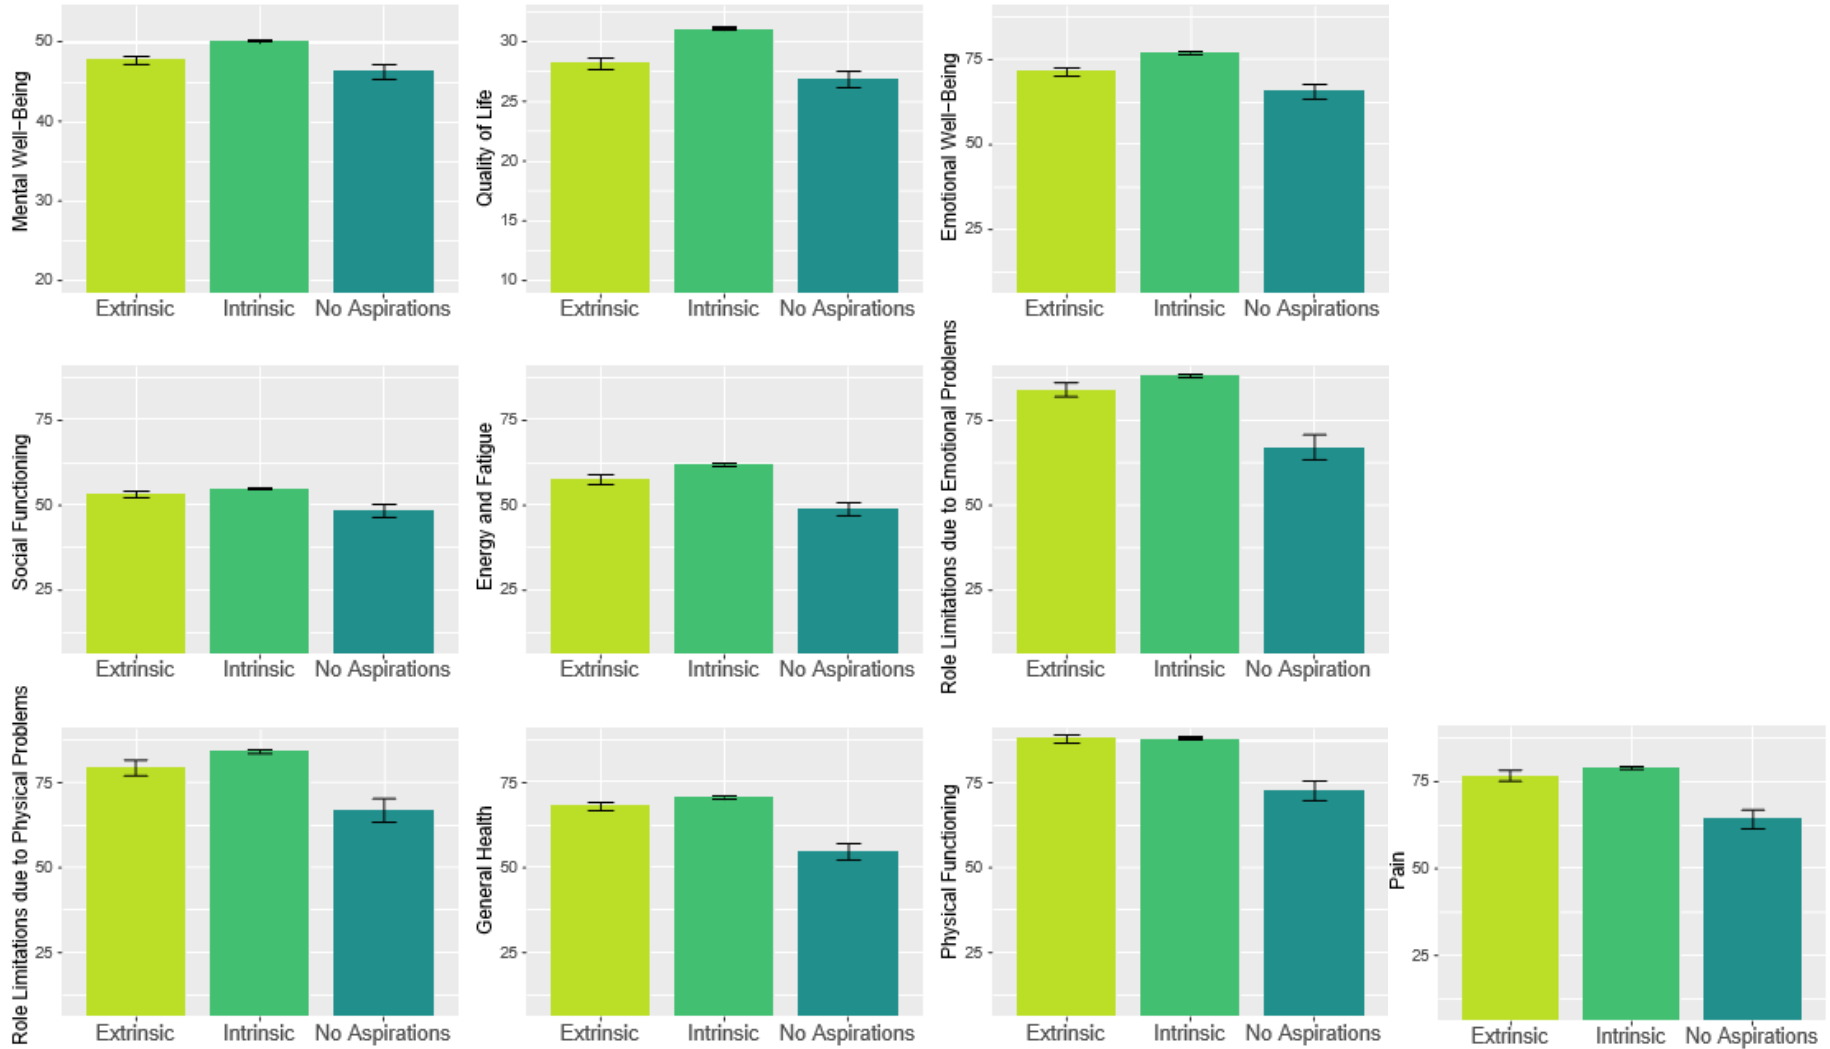 Mental Well-Being
50
40
30
20
Extrinsic Intrinsic No Aspirations
Quality of Life
30
25
20
15
10
Extrinsic Intrinsic No Aspirations
Emotional Well-Being
75
50
25
Extrinsic Intrinsic No Aspirations
Social Functioning
75
50
25
Extrinsic Intrinsic No Aspirations
Energy and Fatigue
75
50
25
Extrinsic Intrinsic No Aspirations
Role Limitations due to Emotional Problems
75
50
25
Extrinsic Intrinsic No Aspiration
Role Limitations due to Physical Problems
75
50
25
Extrinsic Intrinsic No Aspirations
General Health
75
50
25
Extrinsic Intrinsic No Aspirations
Physical Functioning
75
50
25
Extrinsic Intrinsic No Aspirations
Pain
75
50
25
Extrinsic Intrinsic No Aspirations